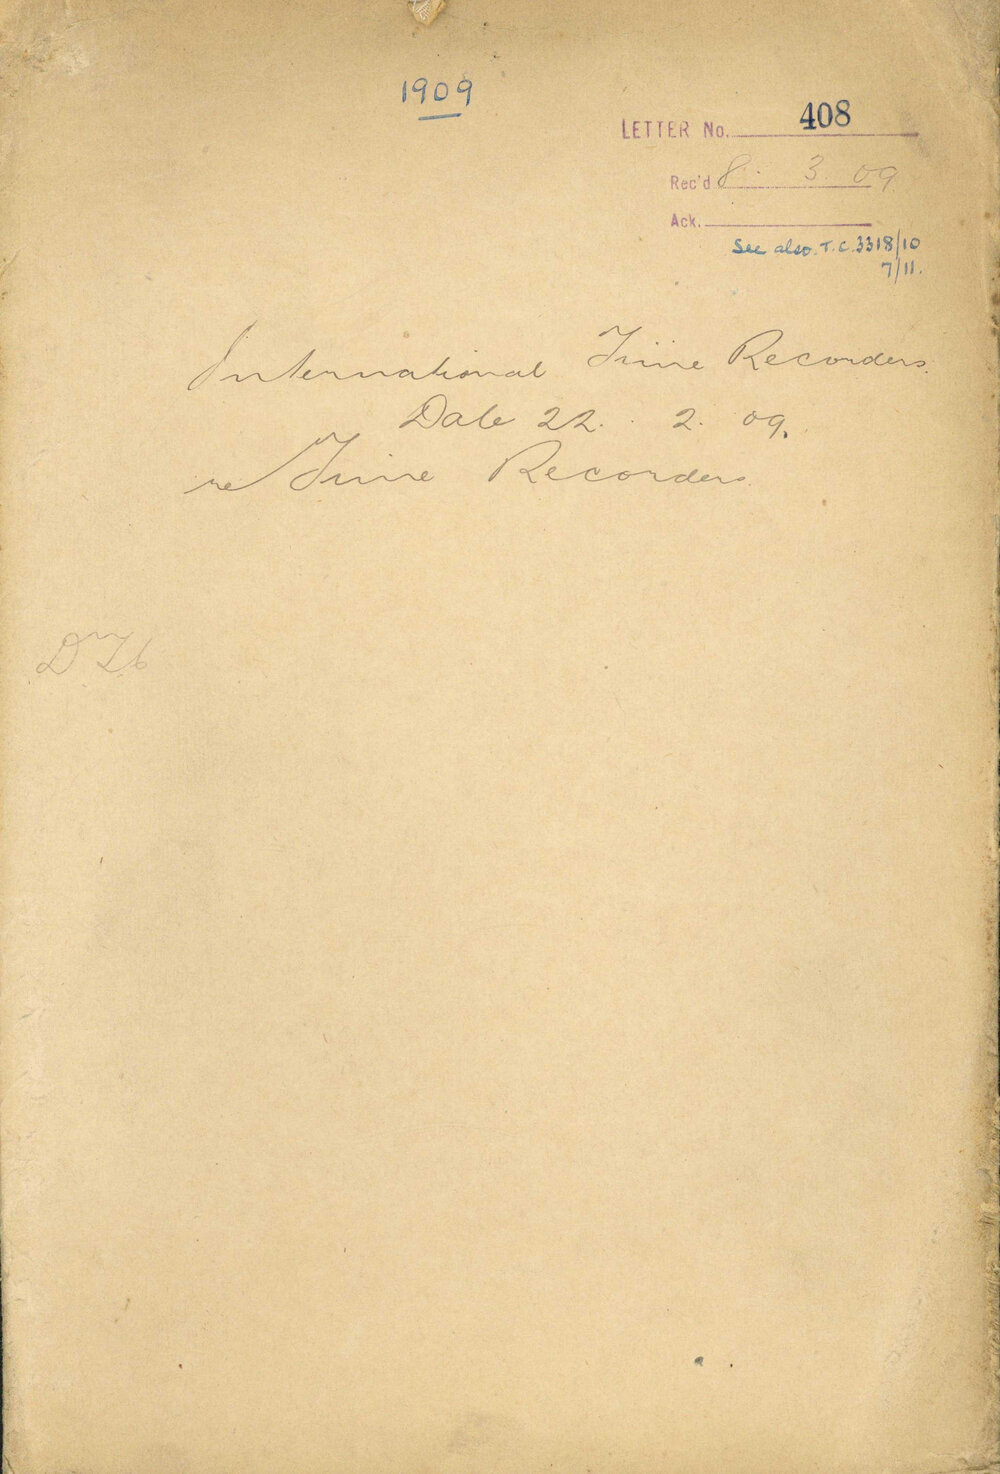 1909
LETTER No. 408
Rec'd 8. 3. 09
Ack.
See also. T.C. 3318/10
7/11.
International Time Recorders.
Date 22. 2. 09.
re Time Recorders.